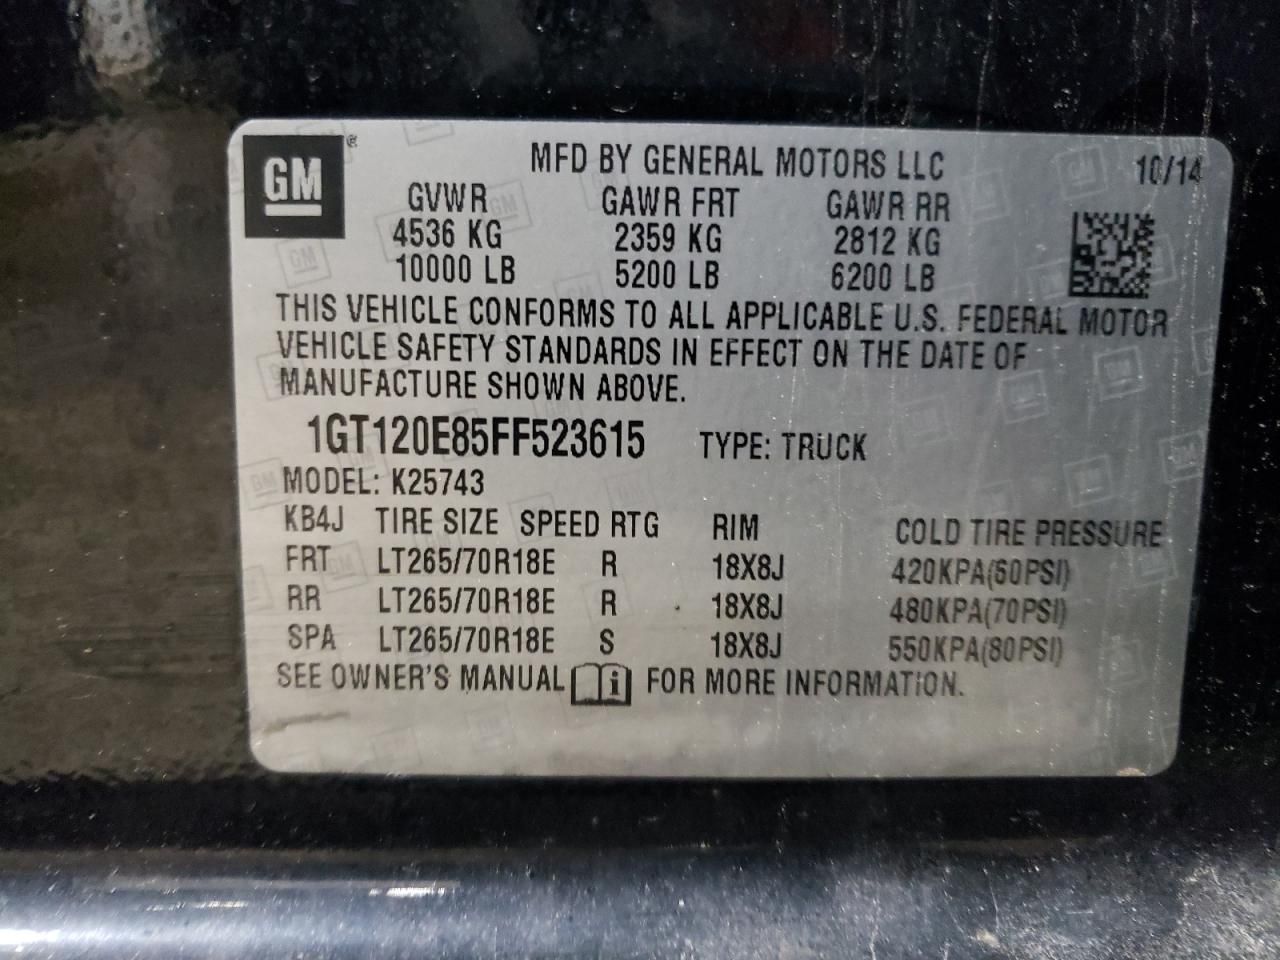 GM ®
MFD BY GENERAL MOTORS LLC 10/14
GVWR GAWR FRT GAWR RR
4536 KG 2359 KG 2812 KG
10000 LB 5200 LB 6200 LB
THIS VEHICLE CONFORMS TO ALL APPLICABLE U.S. FEDERAL MOTOR
VEHICLE SAFETY STANDARDS IN EFFECT ON THE DATE OF
MANUFACTURE SHOWN ABOVE.
1GT120E85FF523615 TYPE: TRUCK
MODEL: K25743
KB4J TIRE SIZE SPEED RTG RIM COLD TIRE PRESSURE
FRT LT265/70R18E R 18X8J 420KPA(60PSI)
RR LT265/70R18E R 18X8J 480KPA(70PSI)
SPA LT265/70R18E S 18X8J 550KPA(80PSI)
SEE OWNER'S MANUAL i FOR MORE INFORMATION.